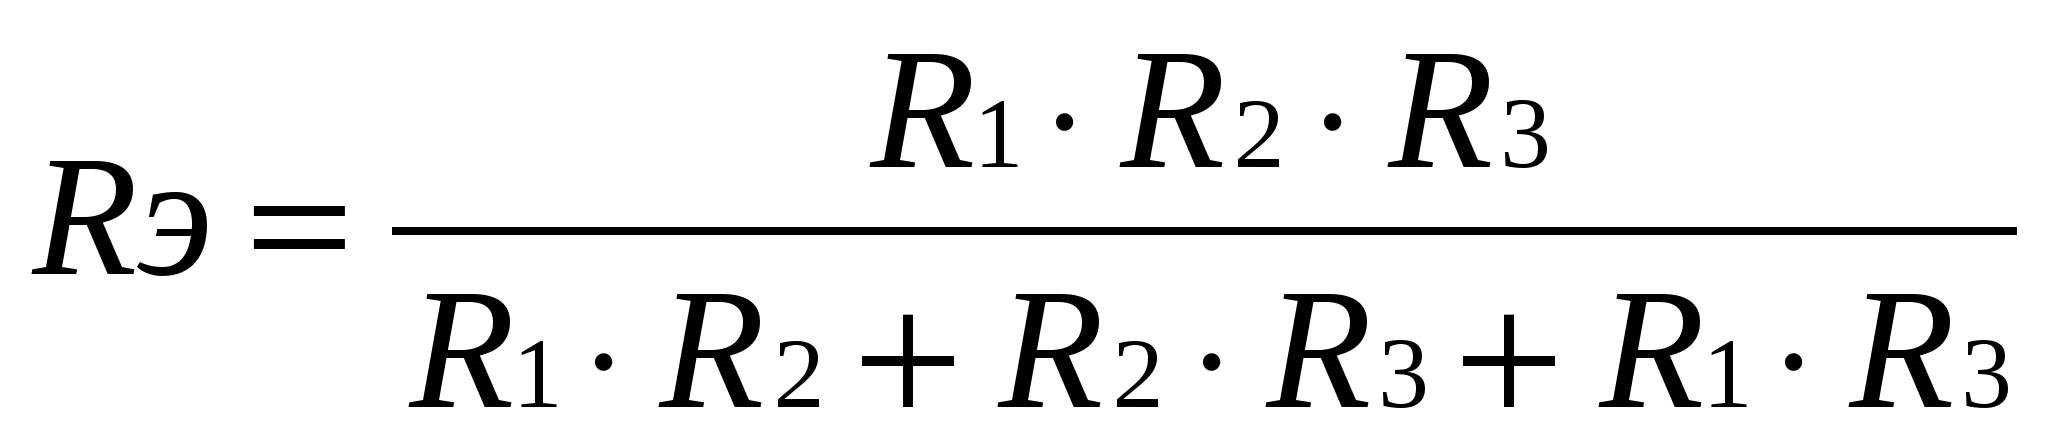 R1 · R2 · R3
Rэ =
R1 · R2 + R2 · R3 + R1 · R3